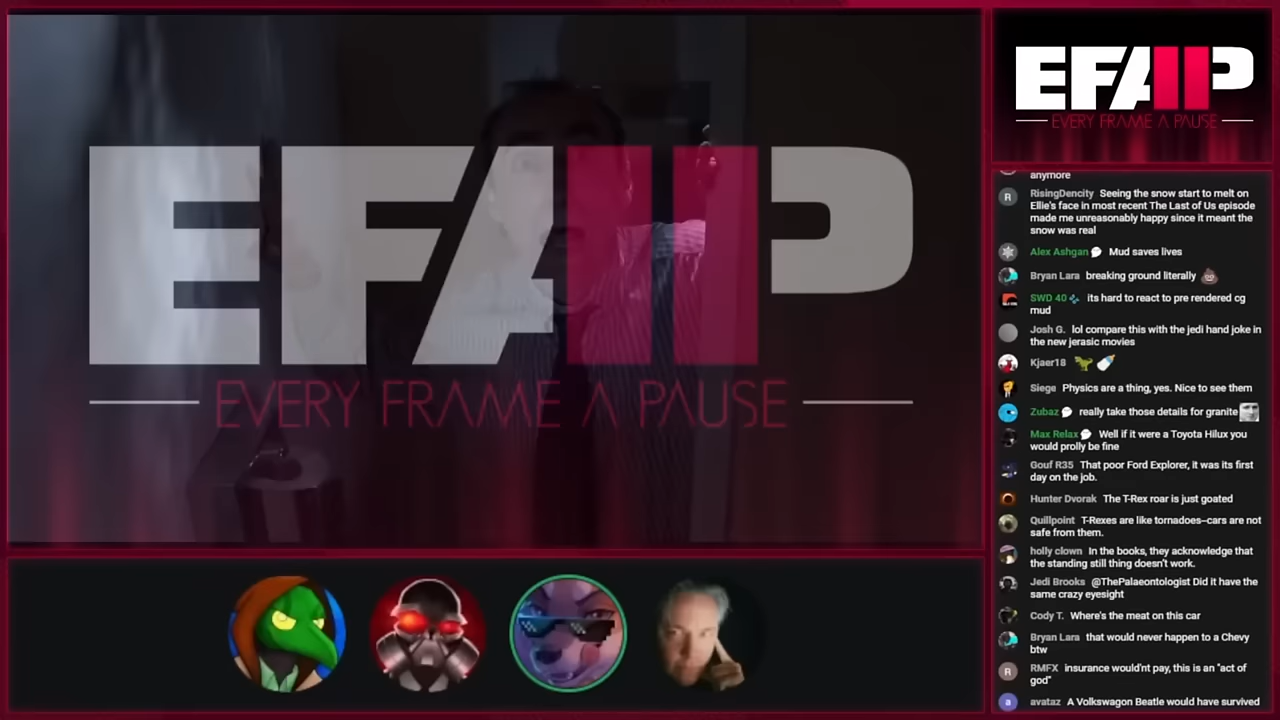 EFAP
EVERY FRAME A PAUSE
EFAP
EVERY FRAME A PAUSE
anymore
R RisingDencity Seeing the snow start to melt on
Ellie's face in most recent The Last of Us episode
made me unreasonably happy since it meant the
snow was real
Alex Ashgan Mud saves lives
Bryan Lara breaking ground literally 💩
SWD 40 its hard to react to pre rendered cg
mud
Josh G. lol compare this with the jedi hand joke in
the new jerasic movies
Kjaer18 🦖 🍼
Siege Physics are a thing, yes. Nice to see them
Zubaz really take those details for granite
Max Relax Well if it were a Toyota Hilux you
would prolly be fine
Gouf R35 That poor Ford Explorer, it was its first
day on the job.
Hunter Dvorak The T-Rex roar is just goated
Quillpoint T-Rexes are like tornadoes–cars are not
safe from them.
holly clown In the books, they acknowledge that
the standing still thing doesn't work.
Jedi Brooks @ThePalaeontologist Did it have the
same crazy eyesight
Cody T. Where's the meat on this car
Bryan Lara that would never happen to a Chevy
btw
R RMFX insurance would'nt pay, this is an "act of
god"
a avataz A Volkswagon Beatle would have survived